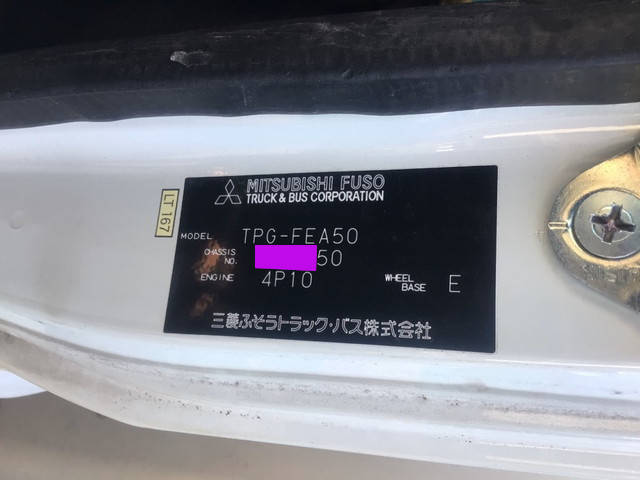 MITSUBISHI FUSO
TRUCK & BUS CORPORATION
LT167
MODEL TPG-FEA50
CHASSIS NO. 50
ENGINE 4P10 WHEEL BASE E
三菱ふそうトラック・バス株式会社